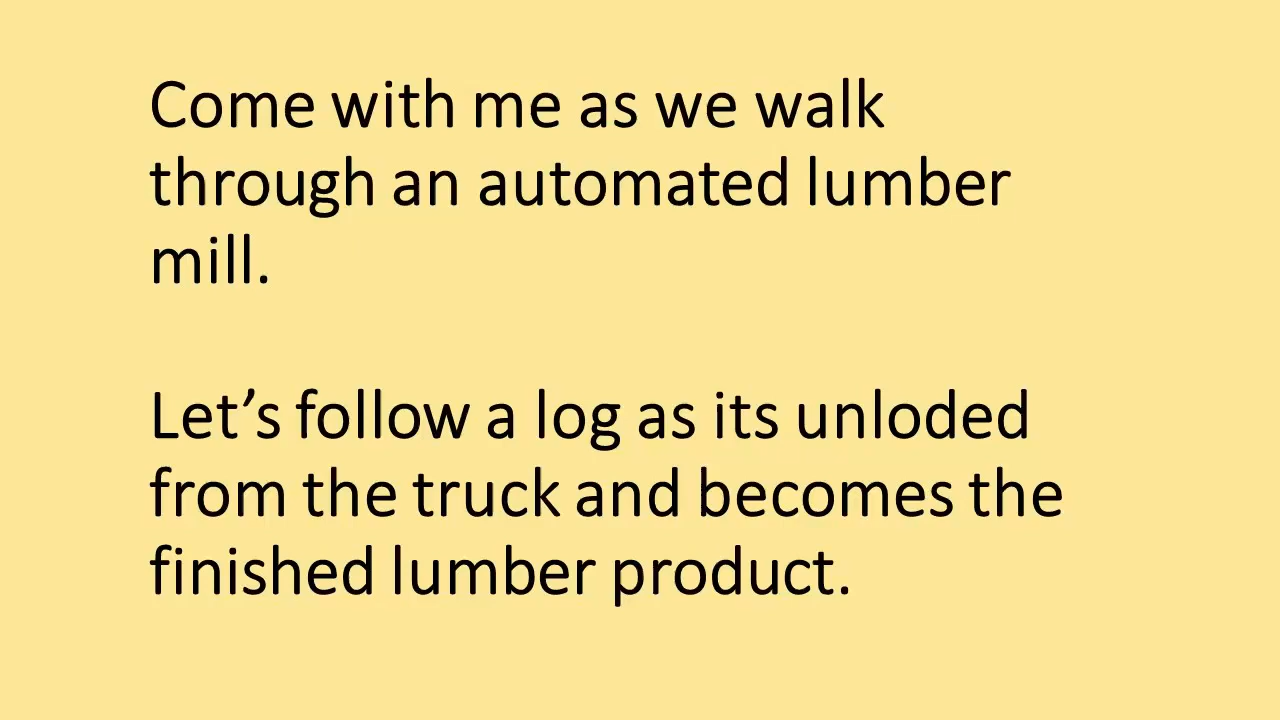 Come with me as we walk
through an automated lumber
mill.
Let’s follow a log as its unloded
from the truck and becomes the
finished lumber product.